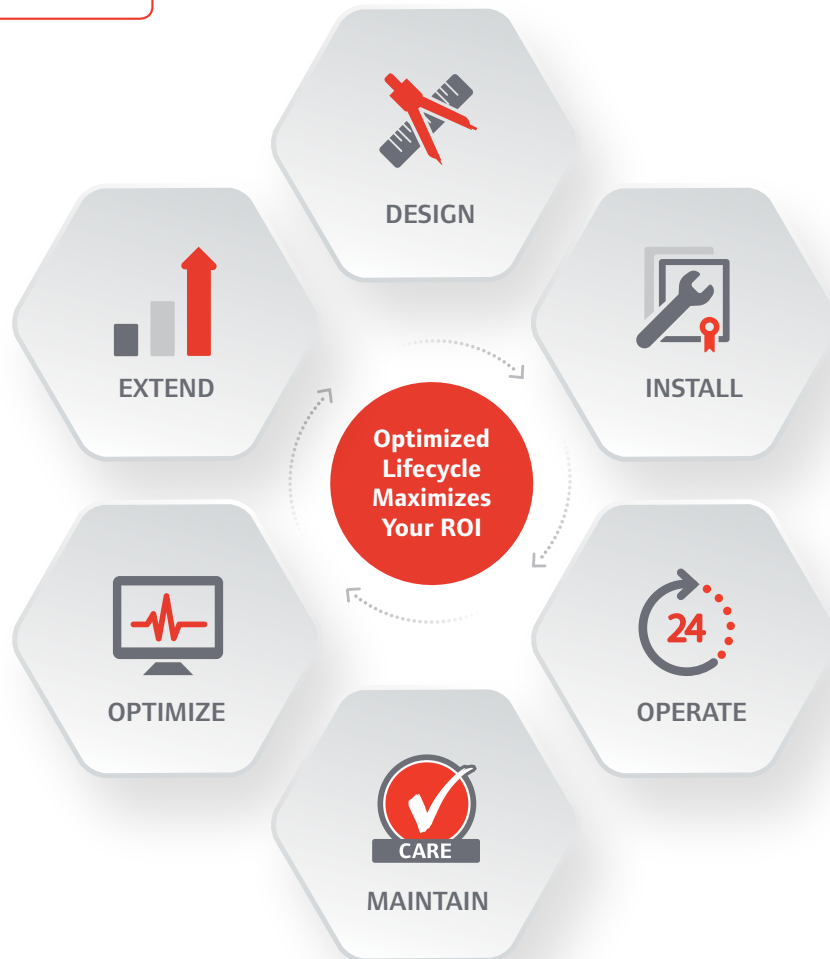 DESIGN
EXTEND
INSTALL
Optimized
Lifecycle
Maximizes
Your ROI
24
OPTIMIZE
OPERATE
CARE
MAINTAIN